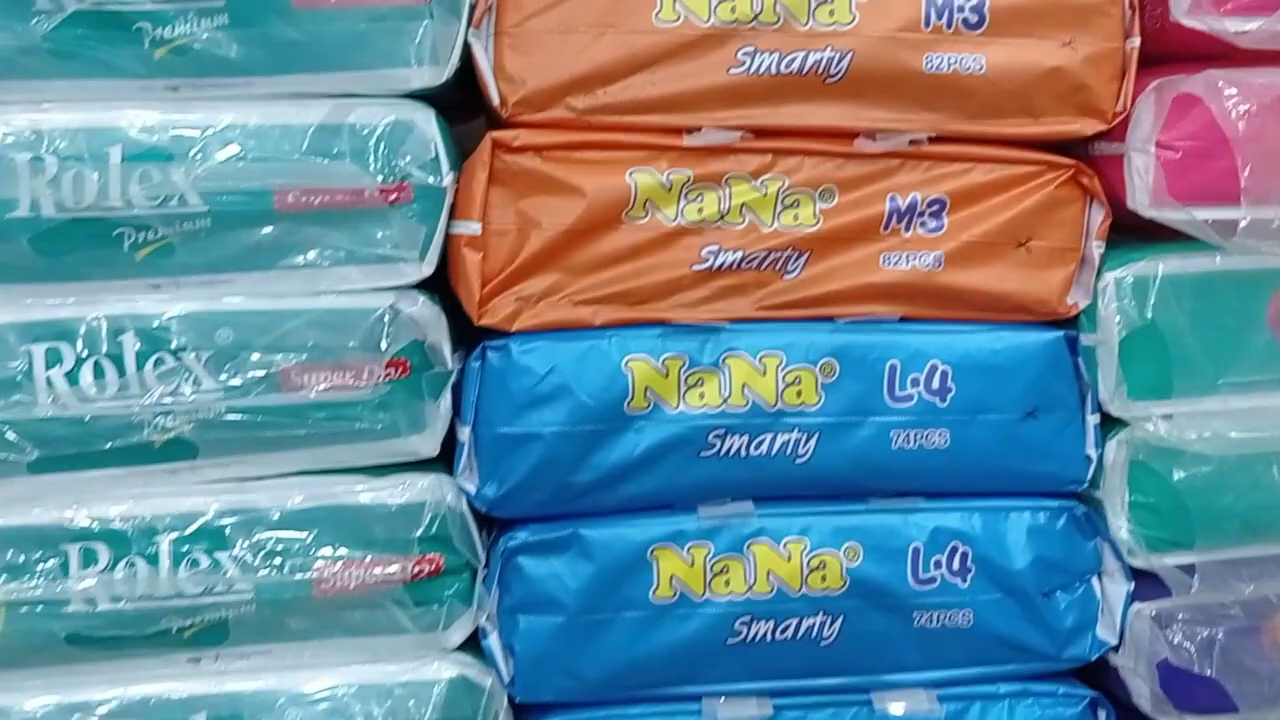 Premium
Rolex
Premium
Rolex®
Super Dry
Premium
Rolex
Super Dry
Premium
NaNa
M-3
Smarty
82PCS
NaNa®
M-3
Smarty
82PCS
NaNa®
L-4
Smarty
74PCS
NaNa®
L-4
Smarty
74PCS